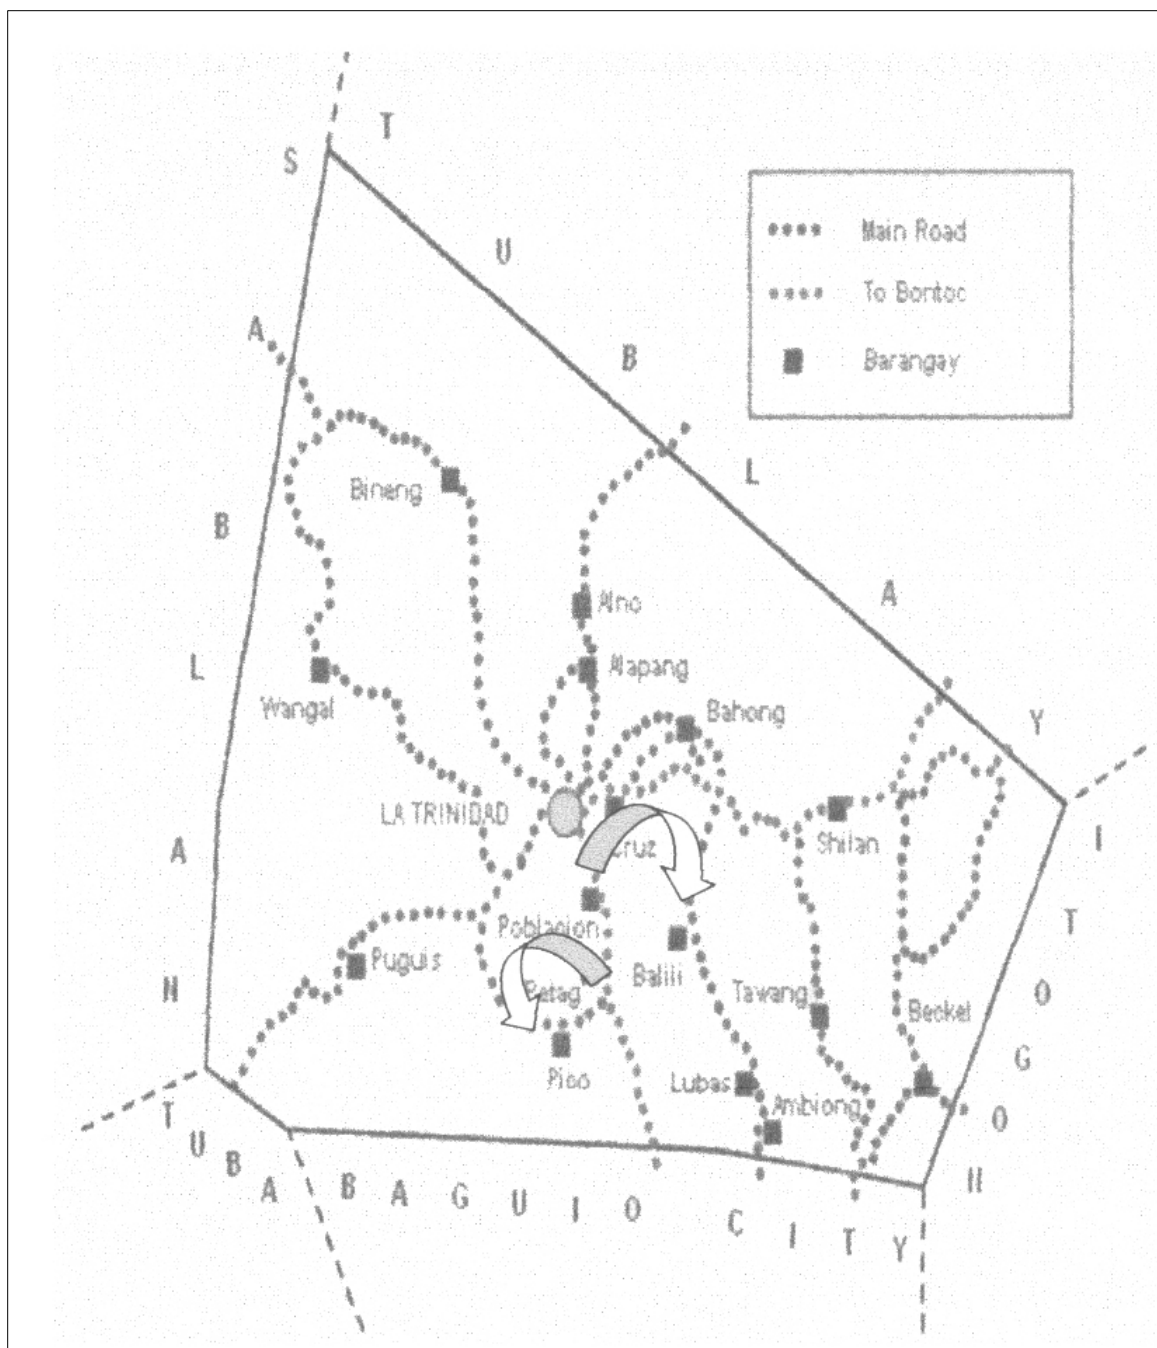 S A B L A N
T U B L A Y
I T O G O N
T U B A
B A G U I O C I T Y
Main Road
To Bontoc
Barangay
Bineng
Alno
Alapang
Wangal
Bahong
LA TRINIDAD
Cruz
Shilan
Poblacion
Puguis
Balili
Betag
Tawang
Beckel
Pico
Lubas
Ambiong